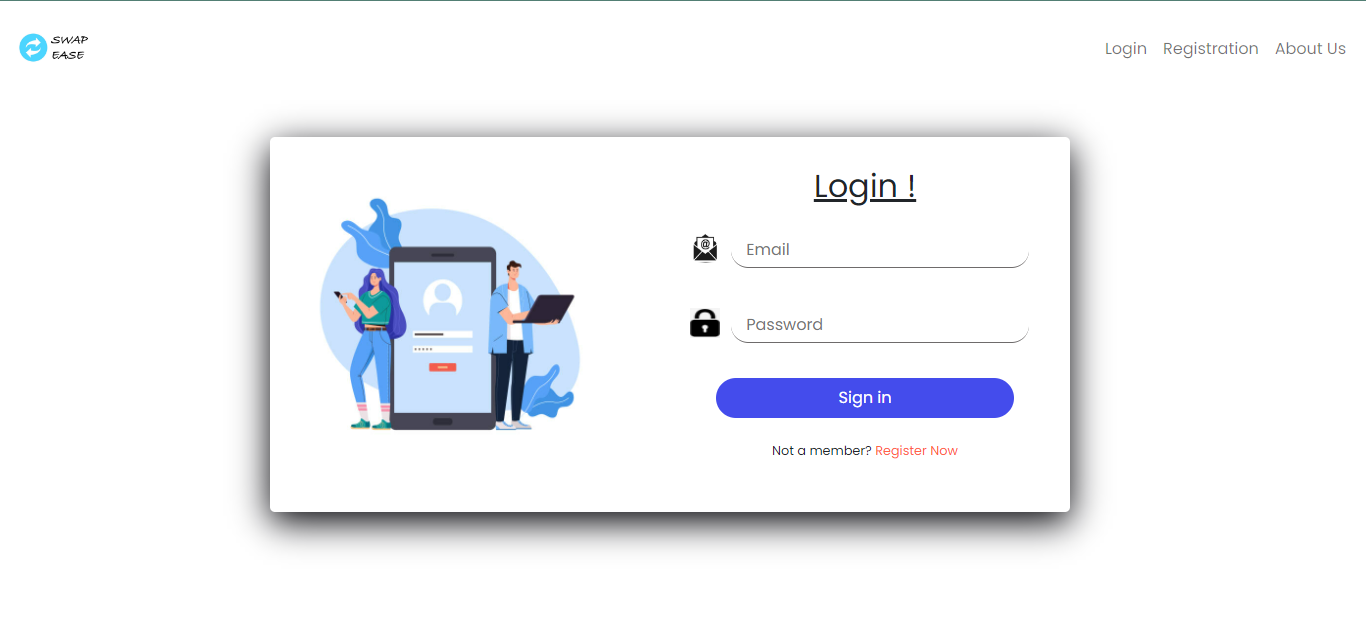 SWAP
EASE
Login Registration About Us
Login !
@
Email
Password
Sign in
Not a member? Register Now